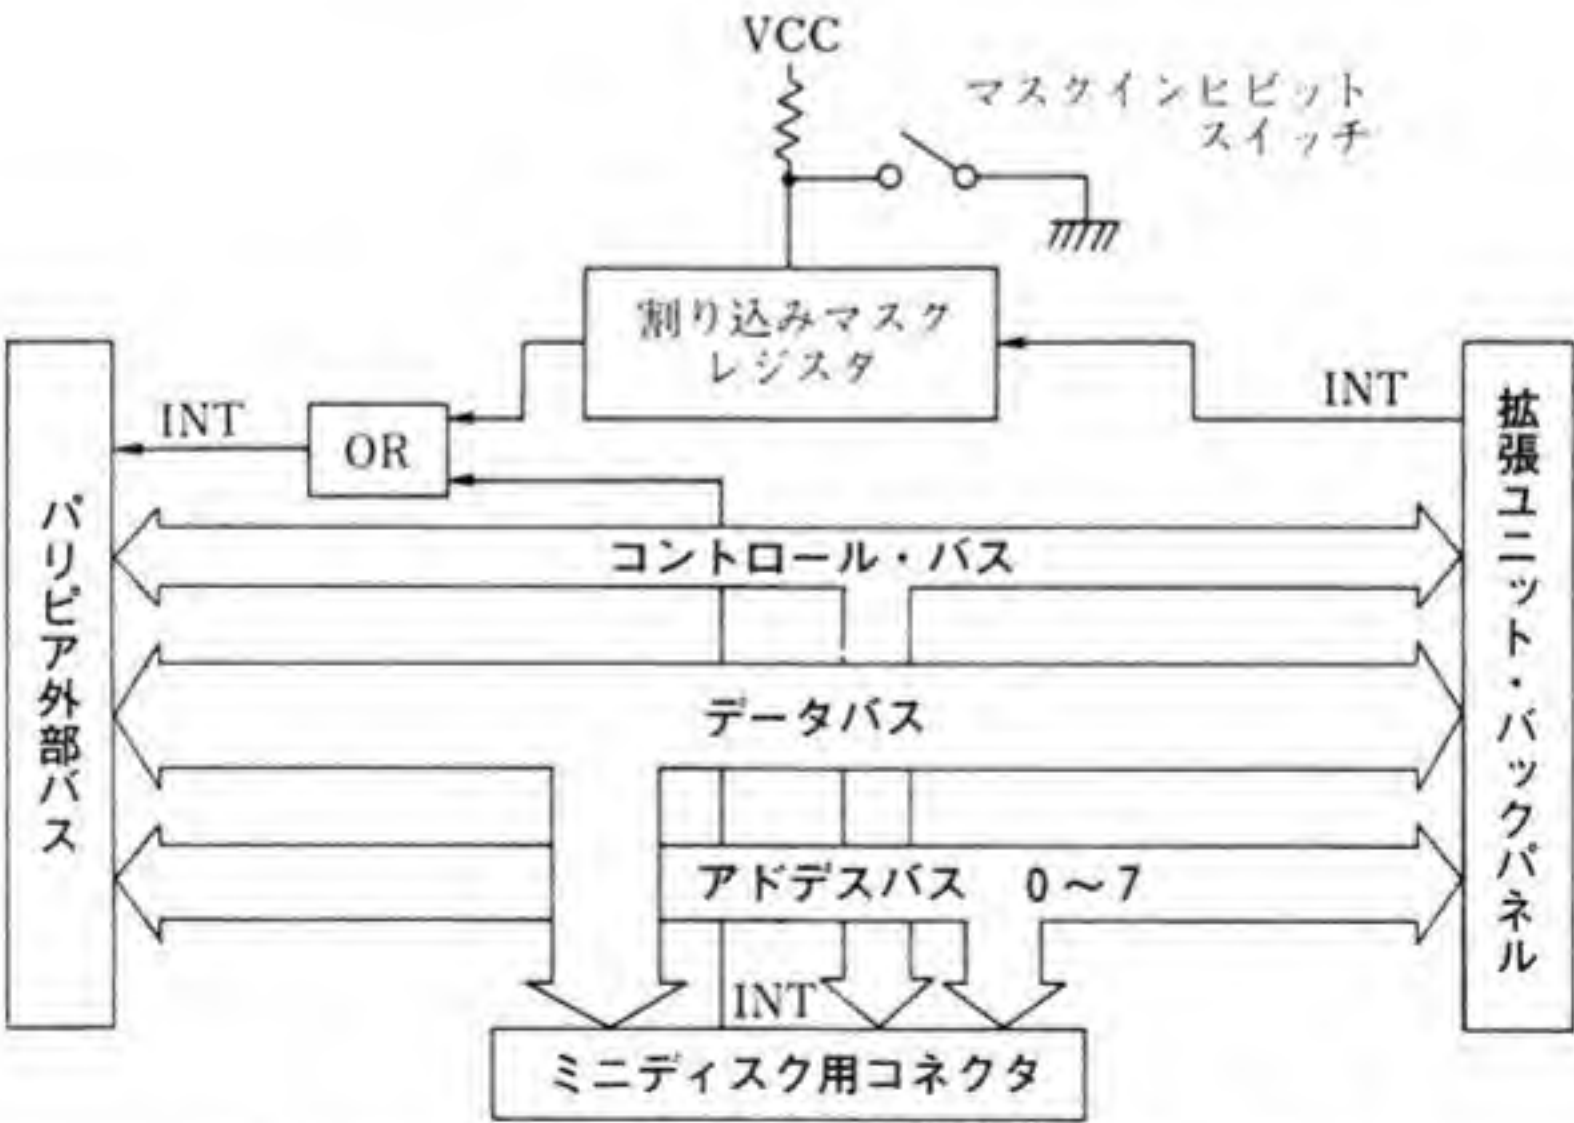 VCC
マスクインヒビット
スイッチ
割り込みマスク
レジスタ
INT
INT
OR
コントロール・バス
パリピア外部バス
拡張ユニット・バックパネル
データバス
アドデスバス 0～7
INT
ミニディスク用コネクタ